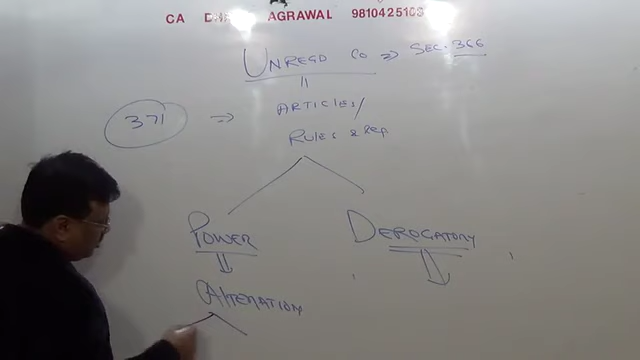 CA AGRAWAL 9810425108
UNREGD CO => SEC. 366
ARTICLES/
371 =>
RULES & Reg.
POWER
DEROGATORY
ALTERATION